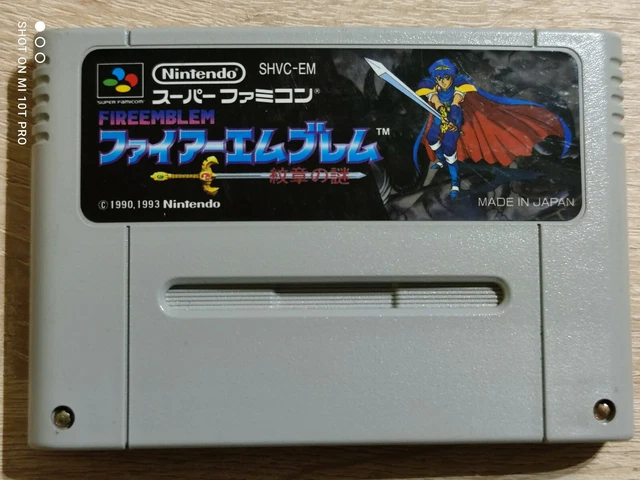 SHOT ON MI 10T PRO
Nintendo SHVC-EM
SUPER FAMICOM
スーパーファミコン®
FIREEMBLEM
ファイアーエムブレム™
紋章の謎
© 1990,1993 Nintendo
MADE IN JAPAN